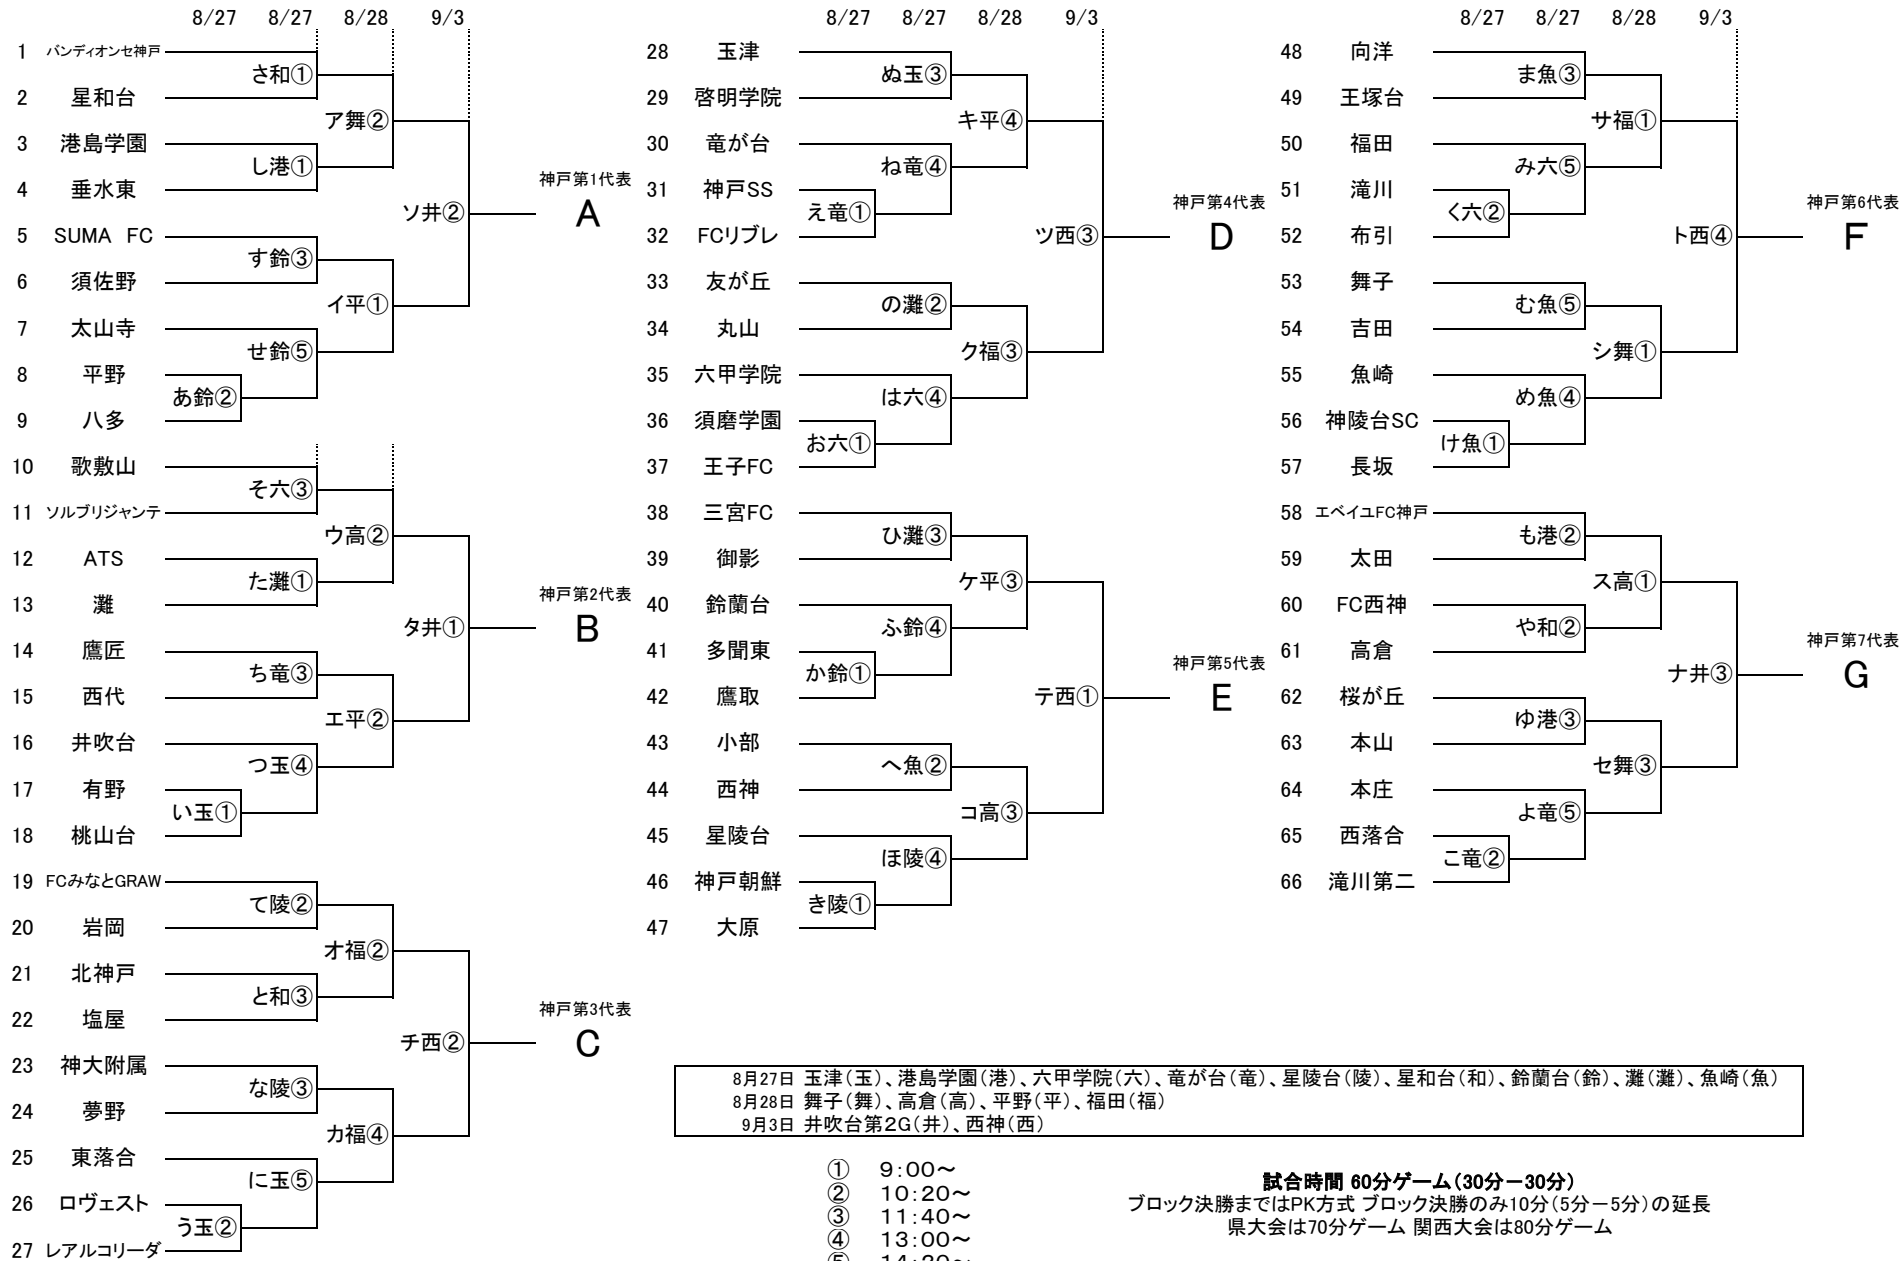 8/27 8/27 8/28 9/3
1 バンディオンセ神戸
さ和①
2 星和台
ア舞②
3 港島学園
し港①
4 垂水東
ソ井②
神戸第1代表
A
5 SUMA FC
す鈴③
6 須佐野
イ平①
7 太山寺
せ鈴⑤
8 平野
あ鈴②
9 八多
10 歌敷山
そ六③
11 ソルブリジャンテ
ウ高②
12 ATS
た灘①
13 灘
タ井①
神戸第2代表
B
14 鷹匠
ち竜③
15 西代
エ平②
16 井吹台
つ玉④
17 有野
い玉①
18 桃山台
19 FCみなとGRAW
て陵②
20 岩岡
オ福②
21 北神戸
と和③
22 塩屋
チ西②
神戸第3代表
C
23 神大附属
な陵③
24 夢野
カ福④
25 東落合
に玉⑤
26 ロヴェスト
う玉②
27 レアルコリーダ
8/27 8/27 8/28 9/3
28 玉津
ぬ玉③
29 啓明学院
キ平④
30 竜が台
ね竜④
31 神戸SS
え竜①
32 FCリブレ
ツ西③
神戸第4代表
D
33 友が丘
の灘②
34 丸山
ク福③
35 六甲学院
は六④
36 須磨学園
お六①
37 王子FC
38 三宮FC
ひ灘③
39 御影
ケ平③
40 鈴蘭台
ふ鈴④
41 多聞東
か鈴①
42 鷹取
テ西①
神戸第5代表
E
43 小部
へ魚②
44 西神
コ高③
45 星陵台
ほ陵④
46 神戸朝鮮
き陵①
47 大原
8/27 8/27 8/28 9/3
48 向洋
ま魚③
49 王塚台
サ福①
50 福田
み六⑤
51 滝川
く六②
52 布引
ト西④
神戸第6代表
F
53 舞子
む魚⑤
54 吉田
シ舞①
55 魚崎
め魚④
56 神陵台SC
け魚①
57 長坂
58 エベイユFC神戸
も港②
59 太田
ス高①
60 FC西神
や和②
61 高倉
ナ井③
神戸第7代表
G
62 桜が丘
ゆ港③
63 本山
セ舞③
64 本庄
よ竜⑤
65 西落合
こ竜②
66 滝川第二
8月27日 玉津(玉)、港島学園(港)、六甲学院(六)、竜が台(竜)、星陵台(陵)、星和台(和)、鈴蘭台(鈴)、灘(灘)、魚崎(魚)
8月28日 舞子(舞)、高倉(高)、平野(平)、福田(福)
9月3日 井吹台第2G(井)、西神(西)
① 9:00～
② 10:20～
③ 11:40～
④ 13:00～
試合時間 60分ゲーム(30分－30分)
ブロック決勝まではPK方式 ブロック決勝のみ10分(5分－5分)の延長
県大会は70分ゲーム 関西大会は80分ゲーム